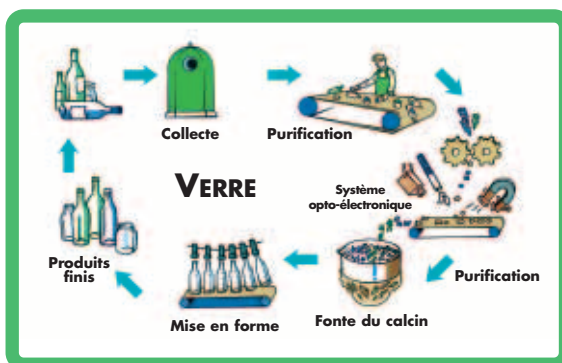 Collecte
Purification
VERRE
Système
opto-électronique
Produits
finis
Purification
Mise en forme
Fonte du calcin